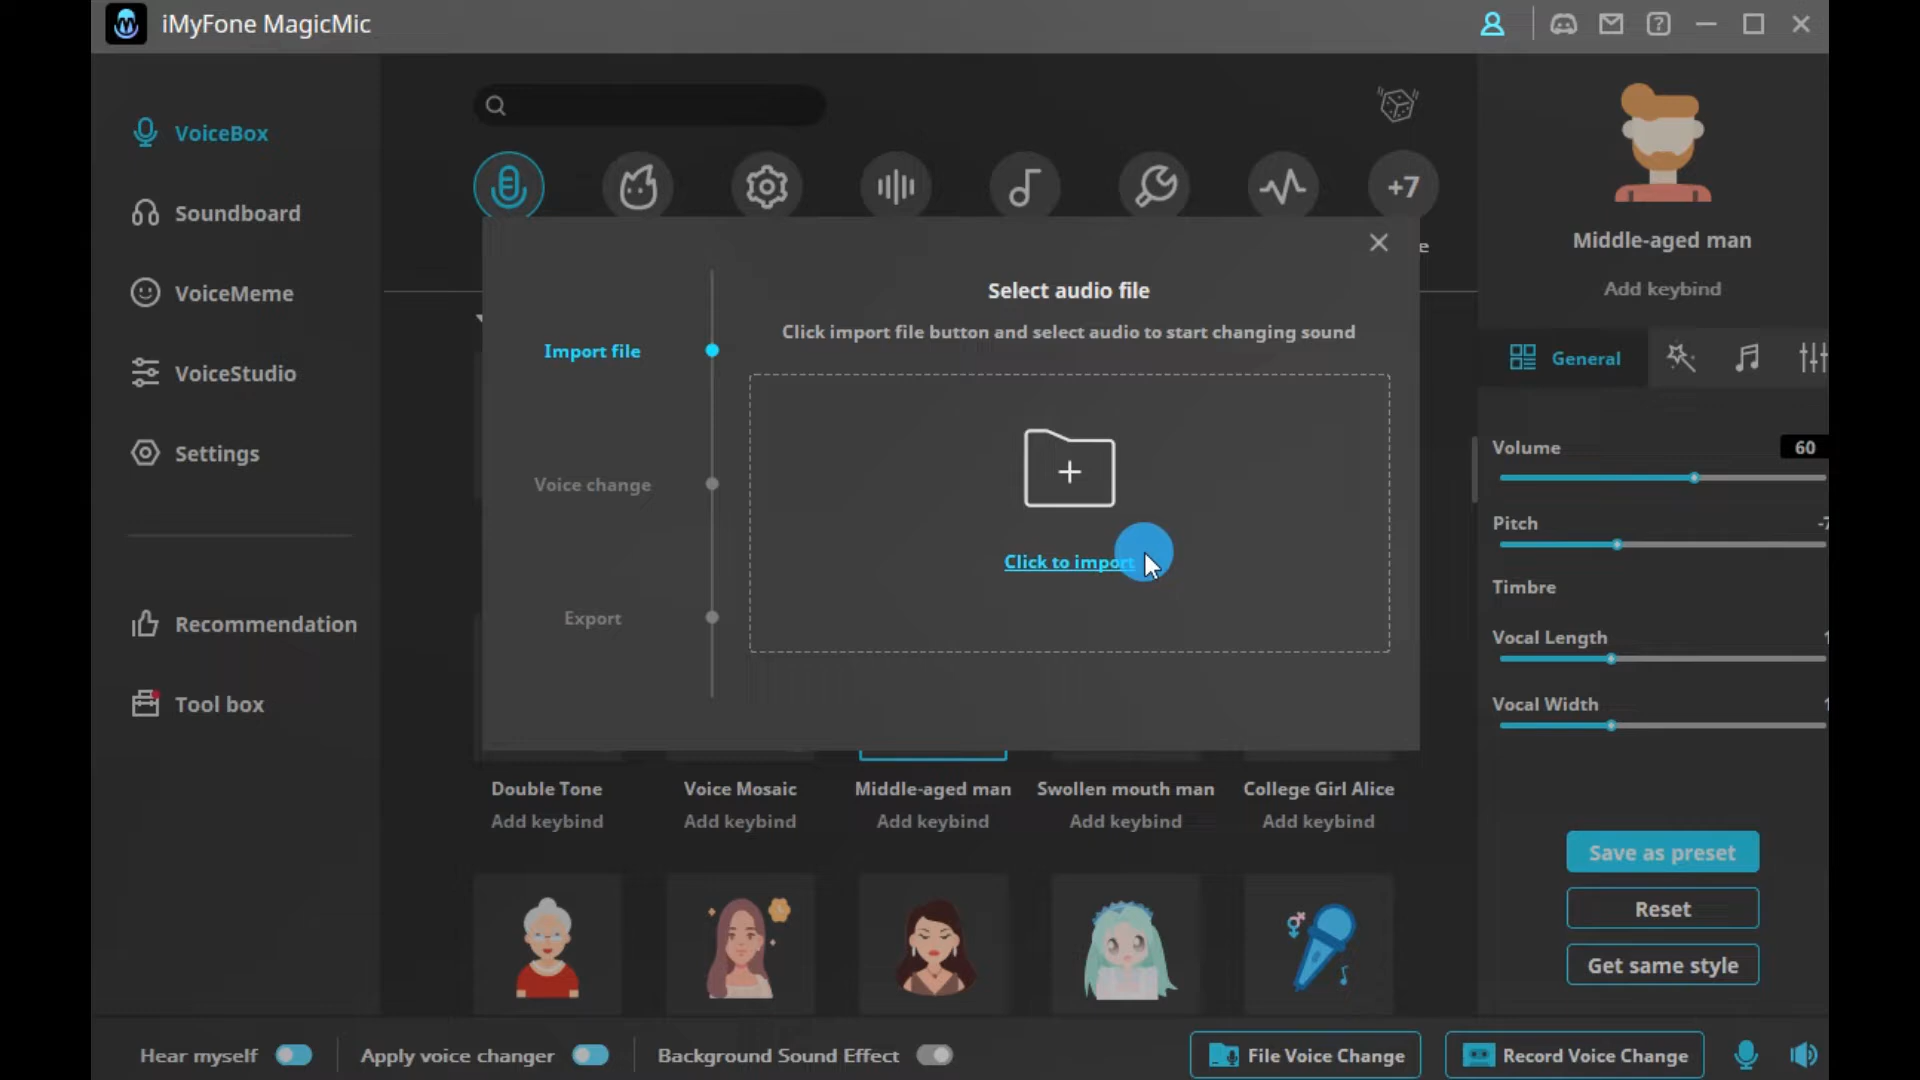 iMyFone MagicMic
VoiceBox
Soundboard
VoiceMeme
VoiceStudio
Settings
Recommendation
Tool box
+7
e
Select audio file
Click import file button and select audio to start changing sound
Import file
Voice change
Export
Click to import
Double Tone
Voice Mosaic
Middle-aged man
Swollen mouth man
College Girl Alice
Add keybind
Add keybind
Add keybind
Add keybind
Add keybind
Middle-aged man
Add keybind
General
Volume
60
Pitch
-7
Timbre
Vocal Length
1
Vocal Width
1
Save as preset
Reset
Get same style
Hear myself
Apply voice changer
Background Sound Effect
File Voice Change
Record Voice Change